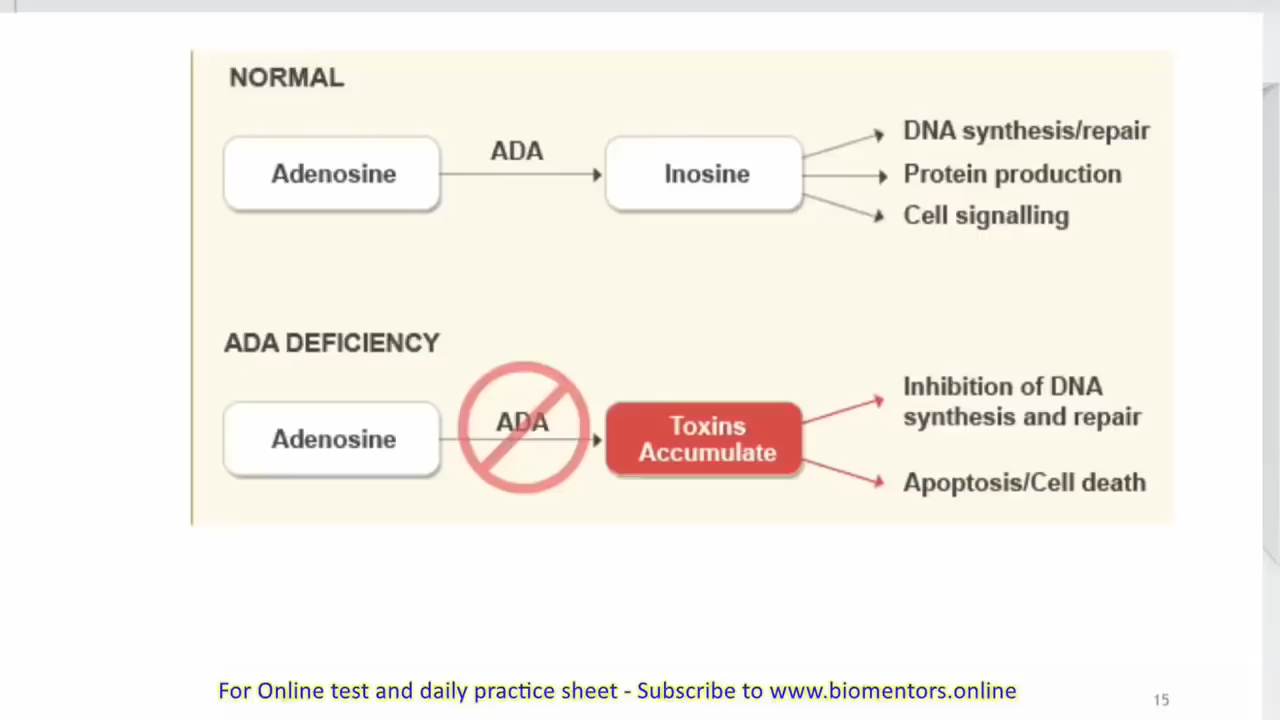 NORMAL
Adenosine
ADA
Inosine
DNA synthesis/repair
Protein production
Cell signalling
ADA DEFICIENCY
Adenosine
ADA
Toxins
Accumulate
Inhibition of DNA
synthesis and repair
Apoptosis/Cell death
For Online test and daily practice sheet - Subscribe to www.biomentors.online
15